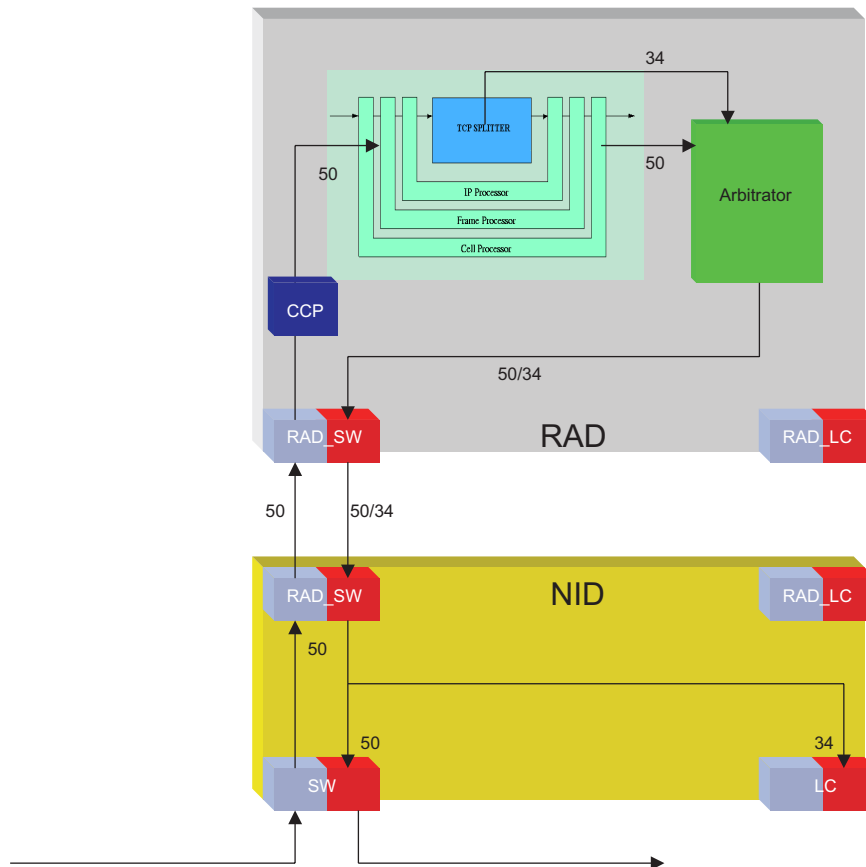 34
TCP SPLITTER
50
50
Arbitrator
IP Processor
Frame Processor
Cell Processor
CCP
50/34
RAD_SW
RAD
RAD_LC
50
50/34
RAD_SW
NID
RAD_LC
50
50
34
SW
LC